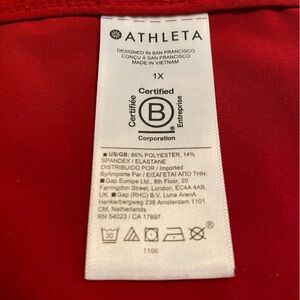 ATHLETA
DESIGNED IN SAN FRANCISCO
CONÇU À SAN FRANCISCO
MADE IN VIETNAM
1X
Certified
Certifiée
B
Entreprise
Corporation
■ US/GB: 86% POLYESTER, 14%
SPANDEX / ELASTANE
DISTRIBUIDO POR / Imported
By/Importe Par / ΕΙΣΑΓΕΤΑΙ ΑΠΟ ΤΗΝ:
■ Gap Europe Ltd., 8th Floor, 20
Farringdon Street, London, EC4A 4AB,
UK. ■ Gap (RHC) B.V. Luna Arena,
Herikerbergweg 238 Amsterdam 1101
CM, Netherlands
RN 54023 / CA 17897
30
1166